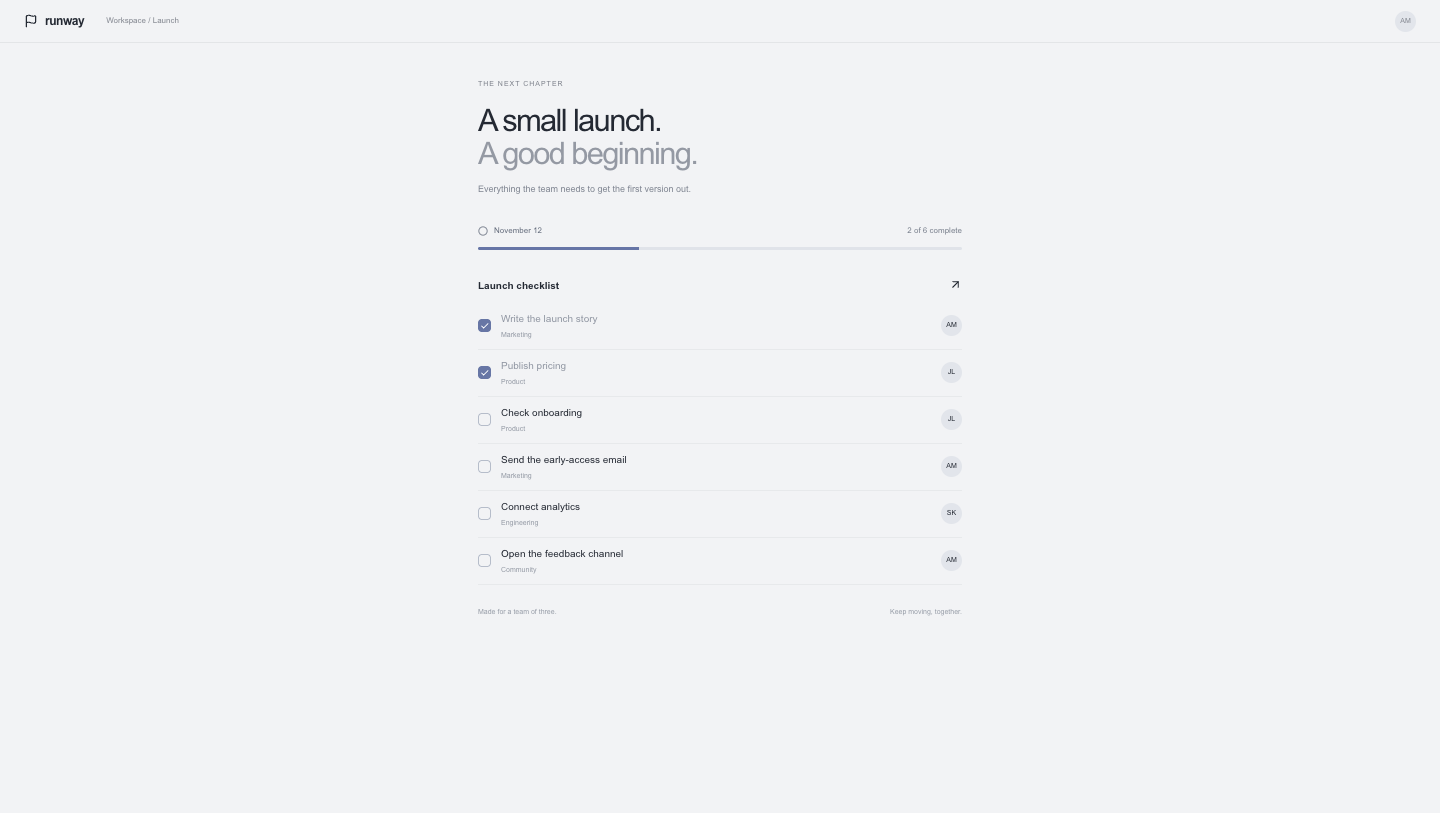 runway
Workspace / Launch
AM
THE NEXT CHAPTER
A small launch.
A good beginning.
Everything the team needs to get the first version out.
November 12
2 of 6 complete
Launch checklist
Write the launch story
Marketing
AM
Publish pricing
Product
JL
Check onboarding
Product
JL
Send the early-access email
Marketing
AM
Connect analytics
Engineering
SK
Open the feedback channel
Community
AM
Made for a team of three.
Keep moving, together.